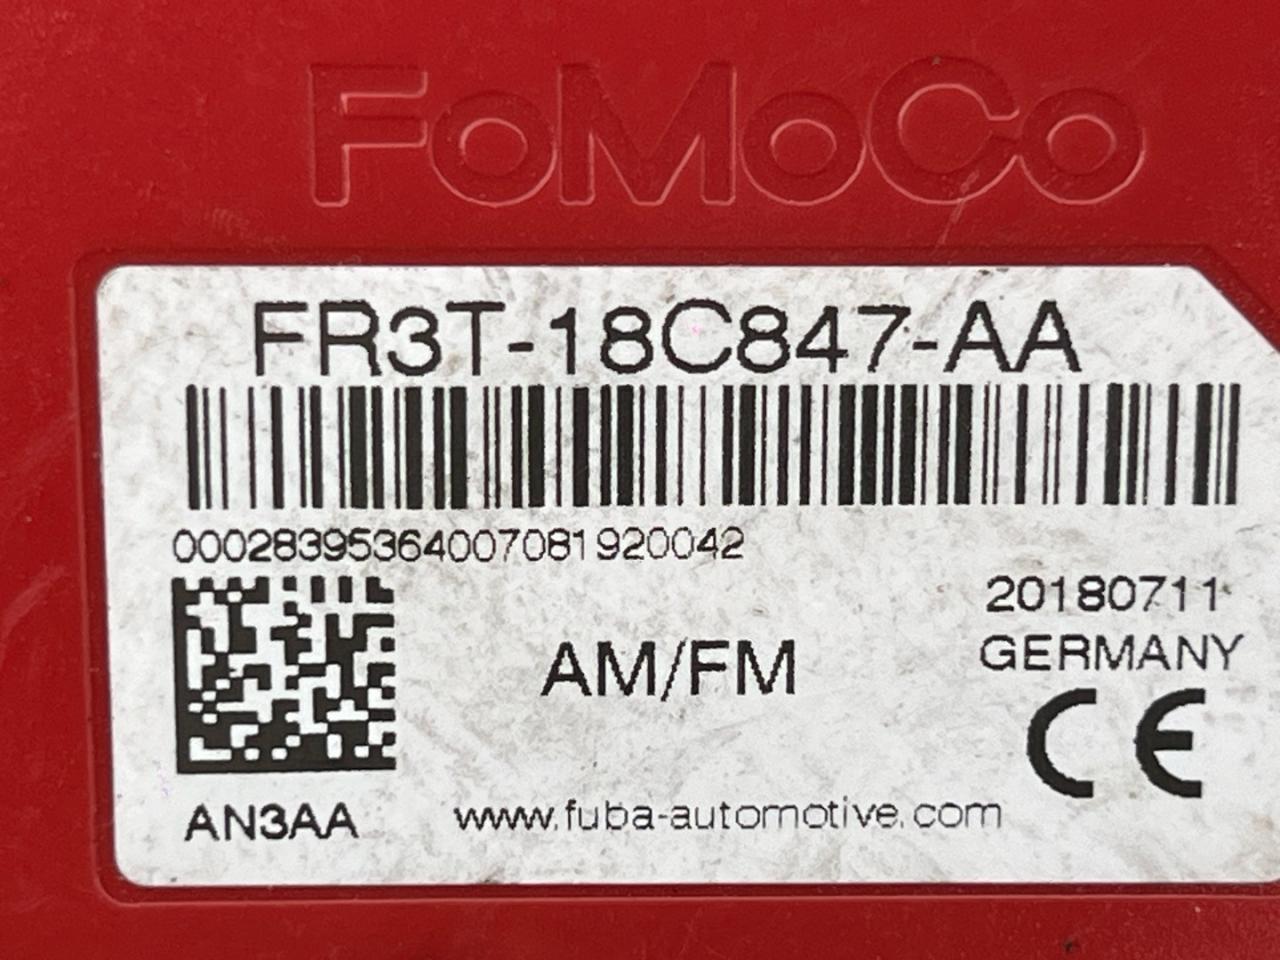 FoMoCo
FR3T-18C847-AA
0002839536400708192004​2
20180711
GERMANY
AM/FM
CE
AN3AA
www.fuba-automotive.com